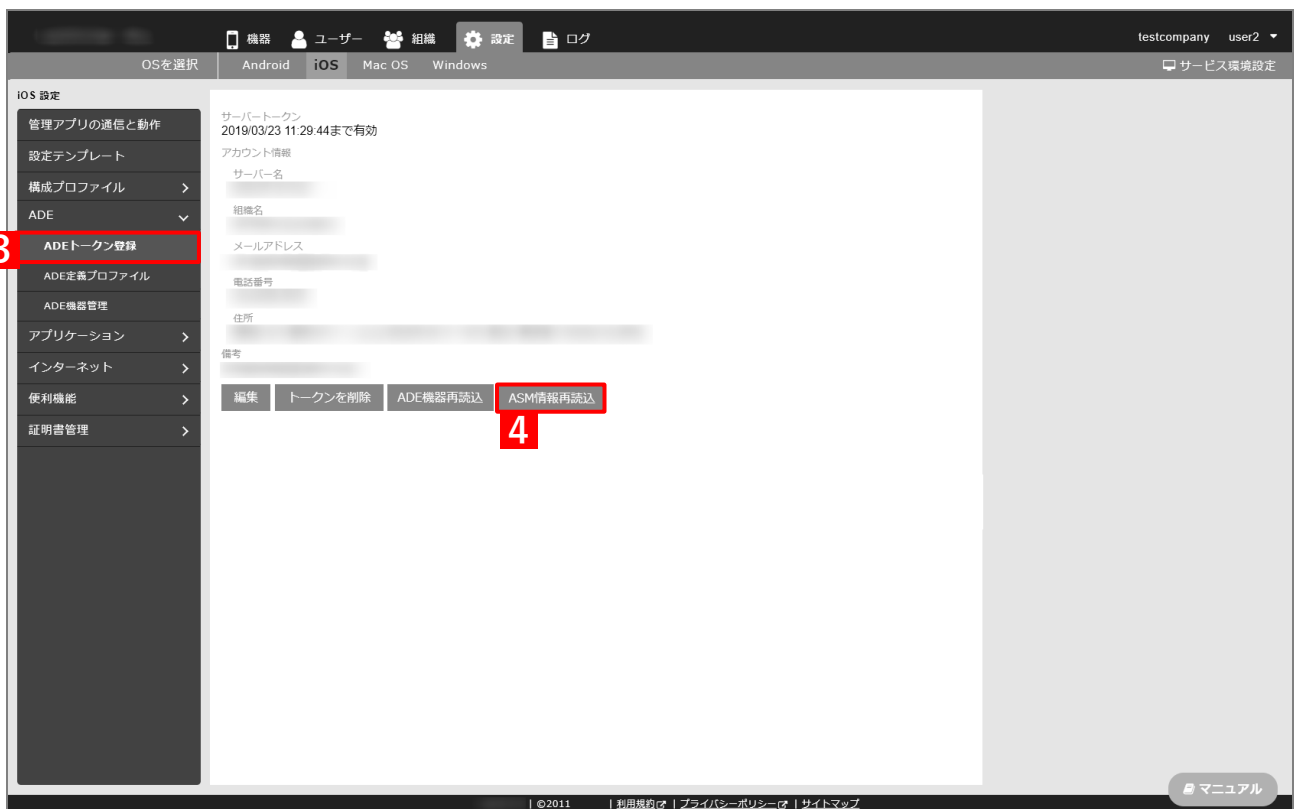 機器 ユーザー 組織 設定 ログ testcompany user2
OSを選択 Android iOS Mac OS Windows サービス環境設定
iOS 設定
管理アプリの通信と動作
設定テンプレート
構成プロファイル
ADE
3 ADEトークン登録
ADE定義プロファイル
ADE機器管理
アプリケーション
インターネット
便利機能
証明書管理
サーバートークン
2019/03/23 11:29:44まで有効
アカウント情報
サーバー名
組織名
メールアドレス
電話番号
住所
備考
編集 トークンを削除 ADE機器再読込 ASM情報再読込
4
マニュアル
| ©2011 | 利用規約 | プライバシーポリシー | サイトマップ